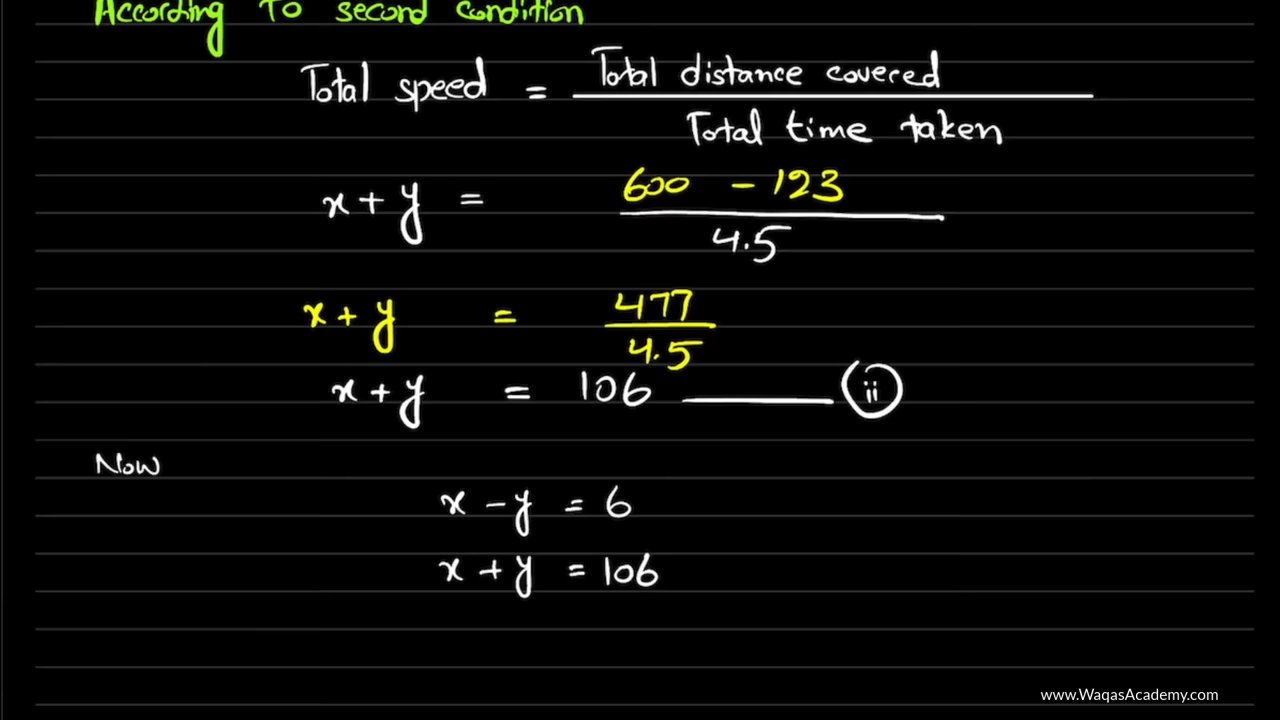 According To second condition
Total speed = Total distance covered
Total time taken
x + y = 600 - 123
4.5
x + y = 477
4.5
x + y = 106 ——— ii
Now
x - y = 6
x + y = 106
www.WaqasAcademy.com